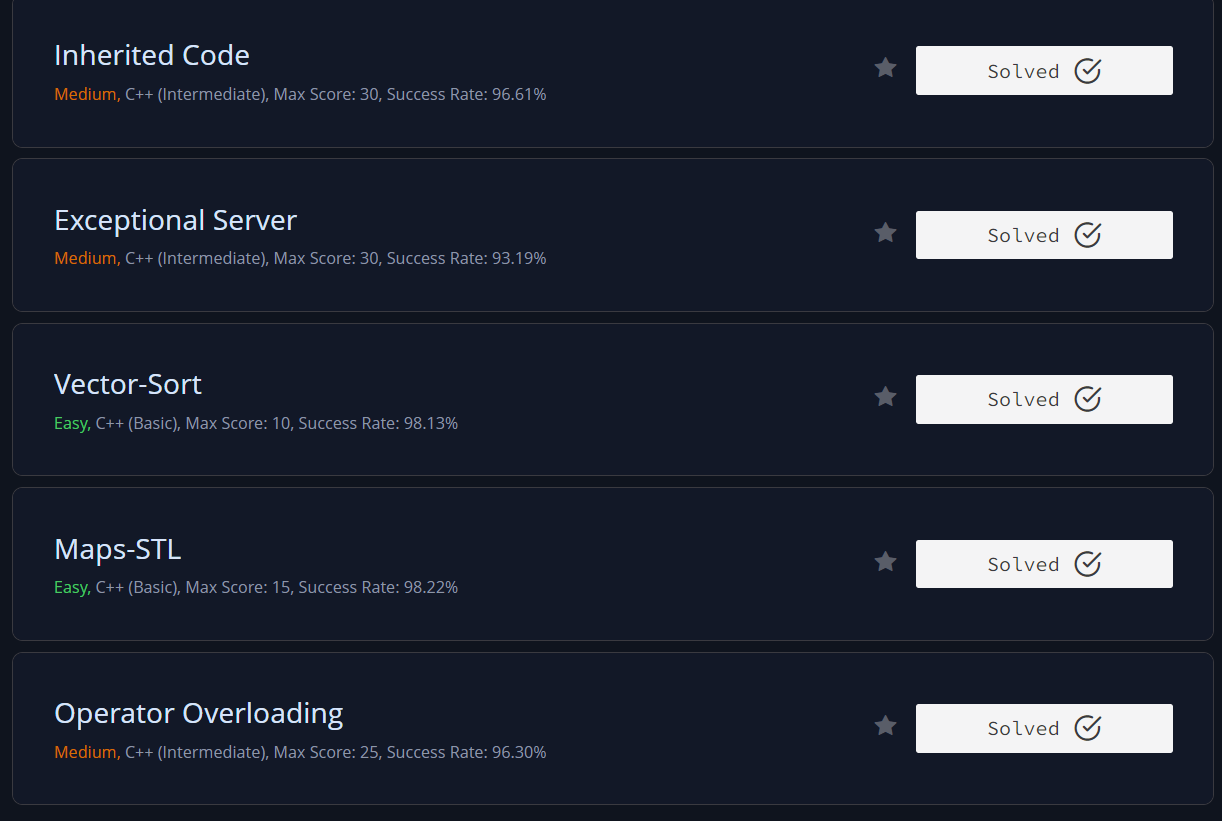 Inherited Code
Medium, C++ (Intermediate), Max Score: 30, Success Rate: 96.61%
Solved
Exceptional Server
Medium, C++ (Intermediate), Max Score: 30, Success Rate: 93.19%
Solved
Vector-Sort
Easy, C++ (Basic), Max Score: 10, Success Rate: 98.13%
Solved
Maps-STL
Easy, C++ (Basic), Max Score: 15, Success Rate: 98.22%
Solved
Operator Overloading
Medium, C++ (Intermediate), Max Score: 25, Success Rate: 96.30%
Solved